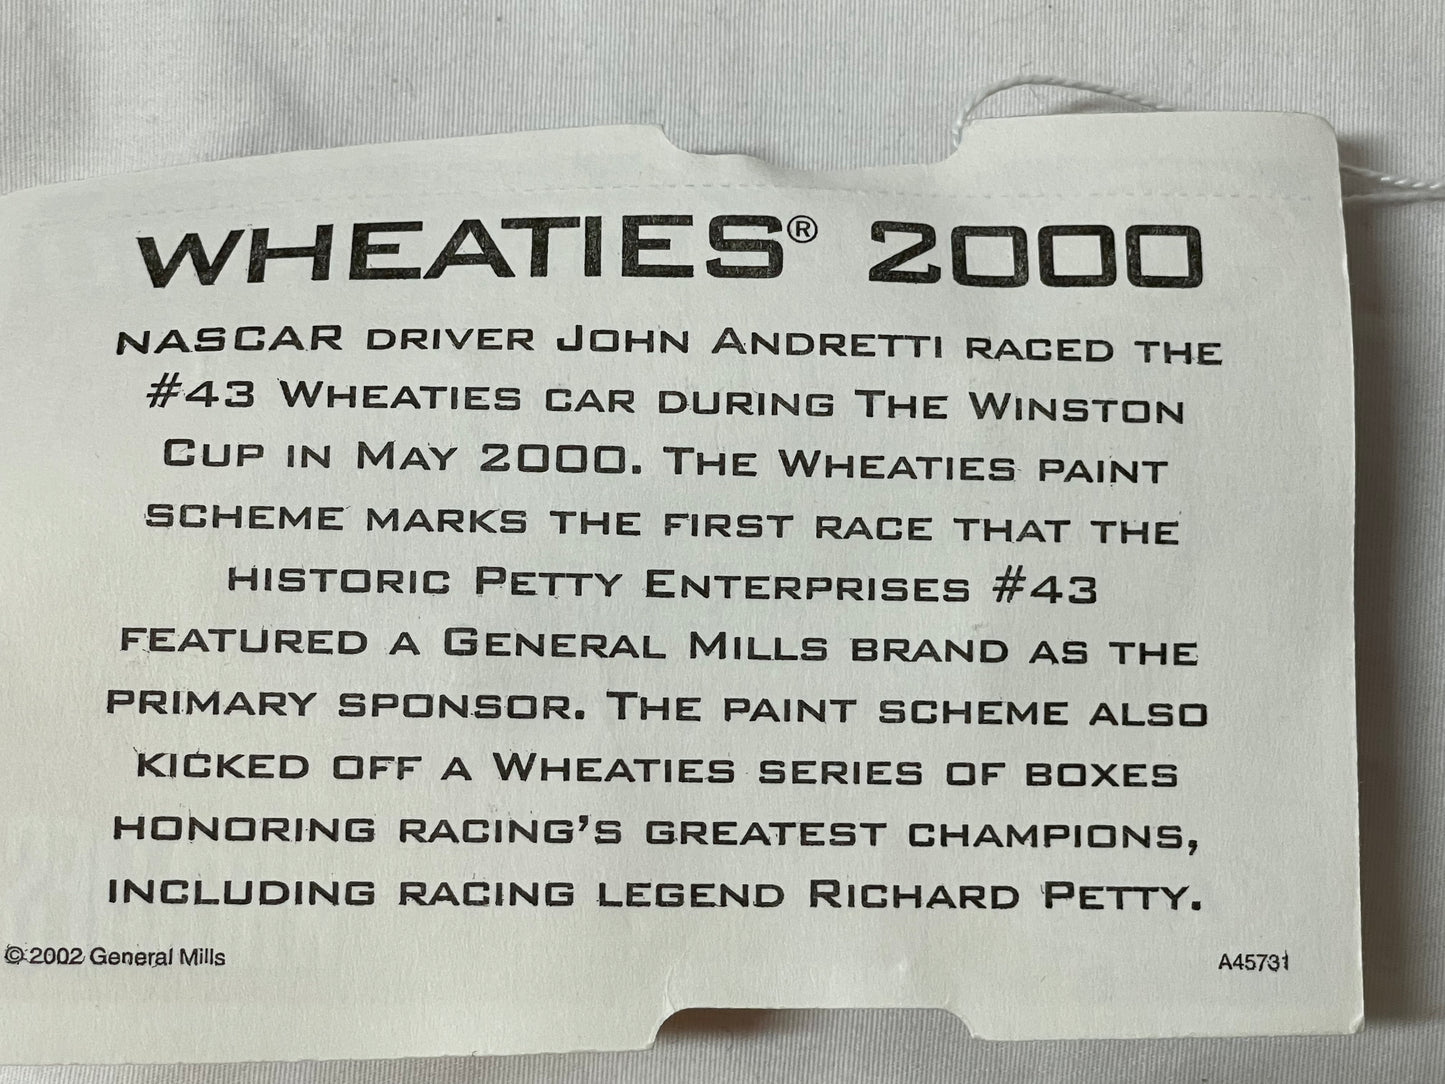 WHEATIES® 2000
NASCAR DRIVER JOHN ANDRETTI RACED THE
#43 WHEATIES CAR DURING THE WINSTON
CUP IN MAY 2000. THE WHEATIES PAINT
SCHEME MARKS THE FIRST RACE THAT THE
HISTORIC PETTY ENTERPRISES #43
FEATURED A GENERAL MILLS BRAND AS THE
PRIMARY SPONSOR. THE PAINT SCHEME ALSO
KICKED OFF A WHEATIES SERIES OF BOXES
HONORING RACING'S GREATEST CHAMPIONS,
INCLUDING RACING LEGEND RICHARD PETTY.
© 2002 General Mills
A45731